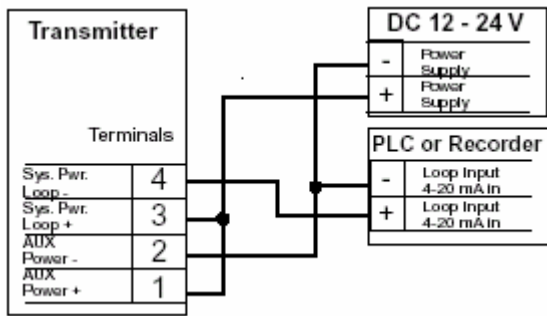 Transmitter
Terminals
Sys. Pwr.
Loop -
4
Sys. Pwr.
Loop +
3
AUX
Power -
2
AUX
Power +
1
DC 12 - 24 V
-
Power
Supply
+
Power
Supply
PLC or Recorder
-
Loop Input
4-20 mA in
+
Loop Input
4-20 mA in